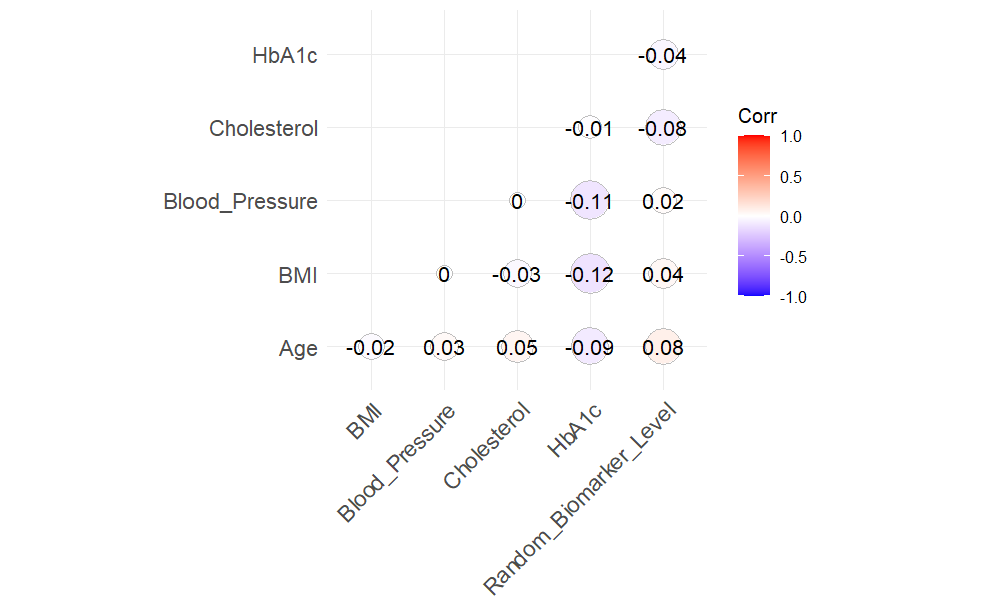 HbA1c -0.04
Corr
Cholesterol -0.01 -0.08
1.0
0.5
0.0
-0.5
-1.0
Blood_Pressure 0 -0.11 0.02
BMI 0 -0.03 -0.12 0.04
Age -0.02 0.03 0.05 -0.09 0.08
BMI
Blood_Pressure
Cholesterol
HbA1c
Random_Biomarker_Level